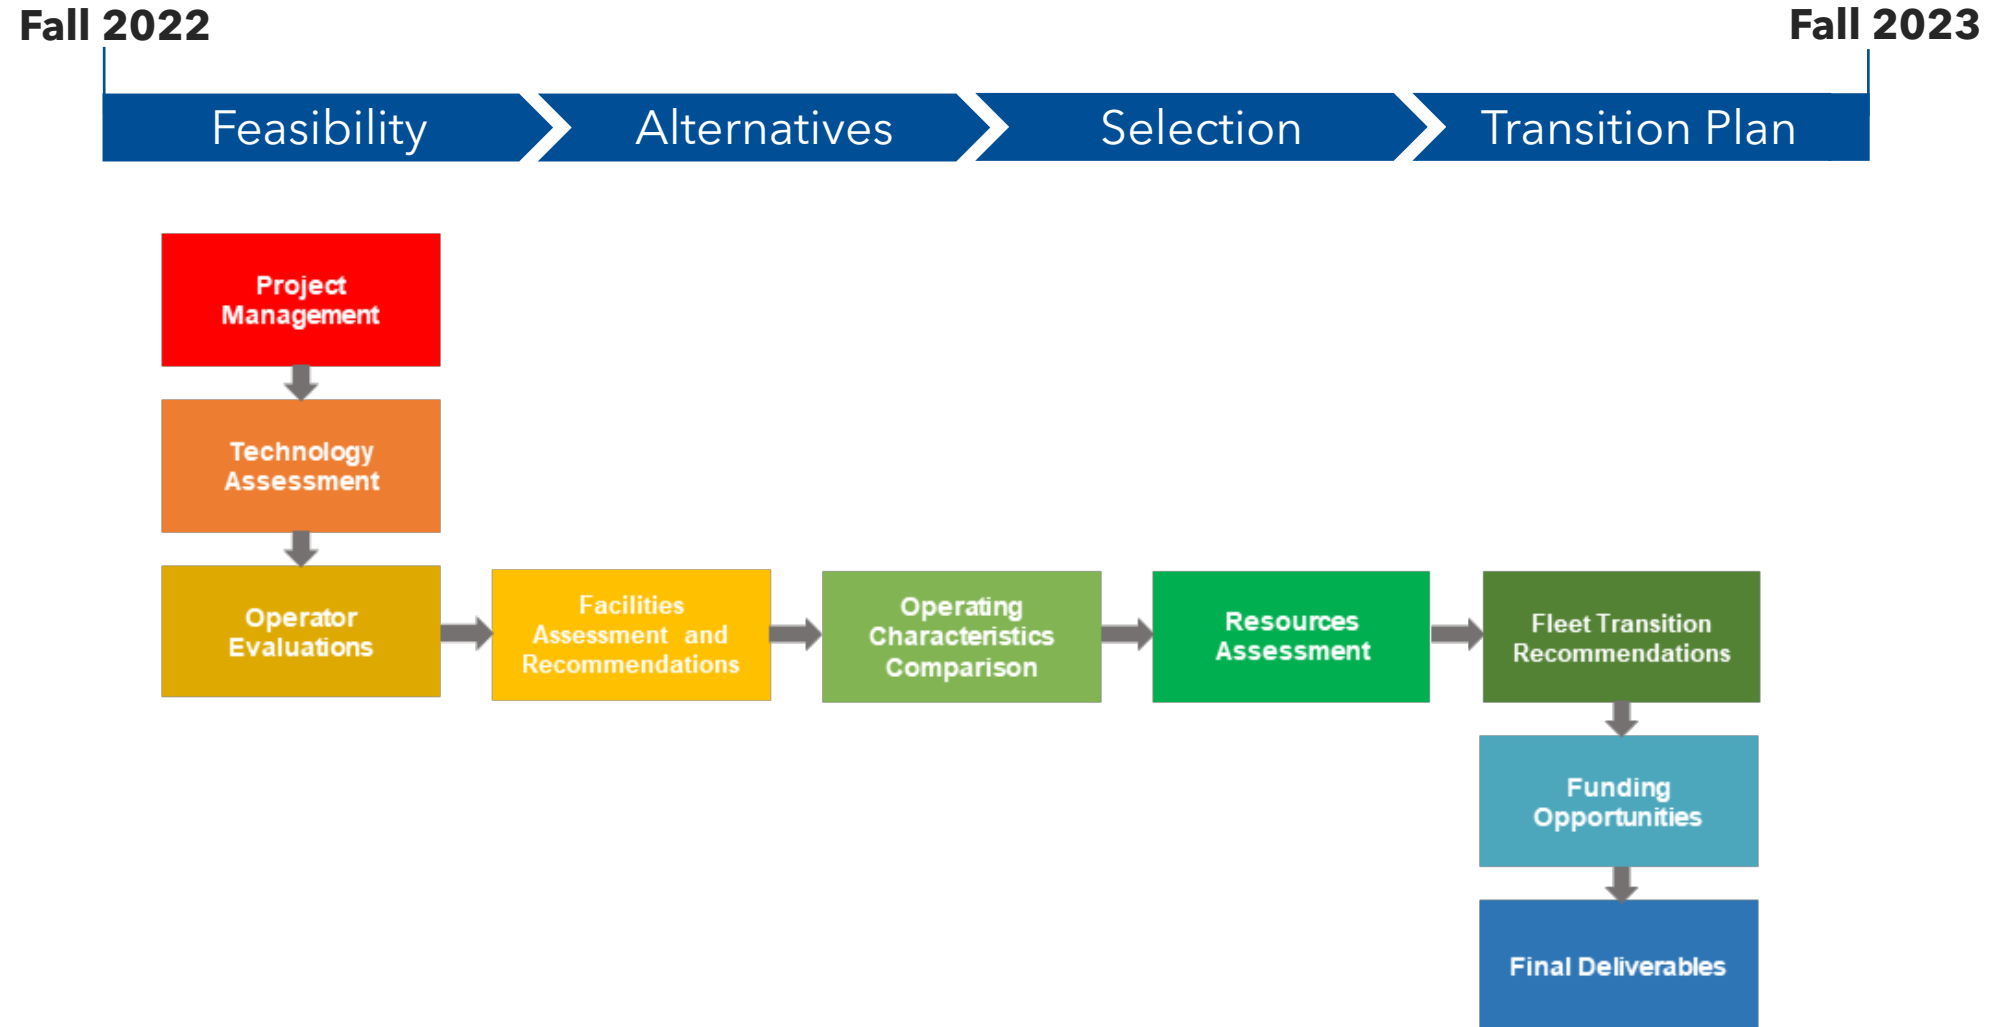 Fall 2022
Fall 2023
Feasibility
Alternatives
Selection
Transition Plan
Project
Management
Technology
Assessment
Operator
Evaluations
Facilities
Assessment and
Recommendations
Operating
Characteristics
Comparison
Resources
Assessment
Fleet Transition
Recommendations
Funding
Opportunities
Final Deliverables